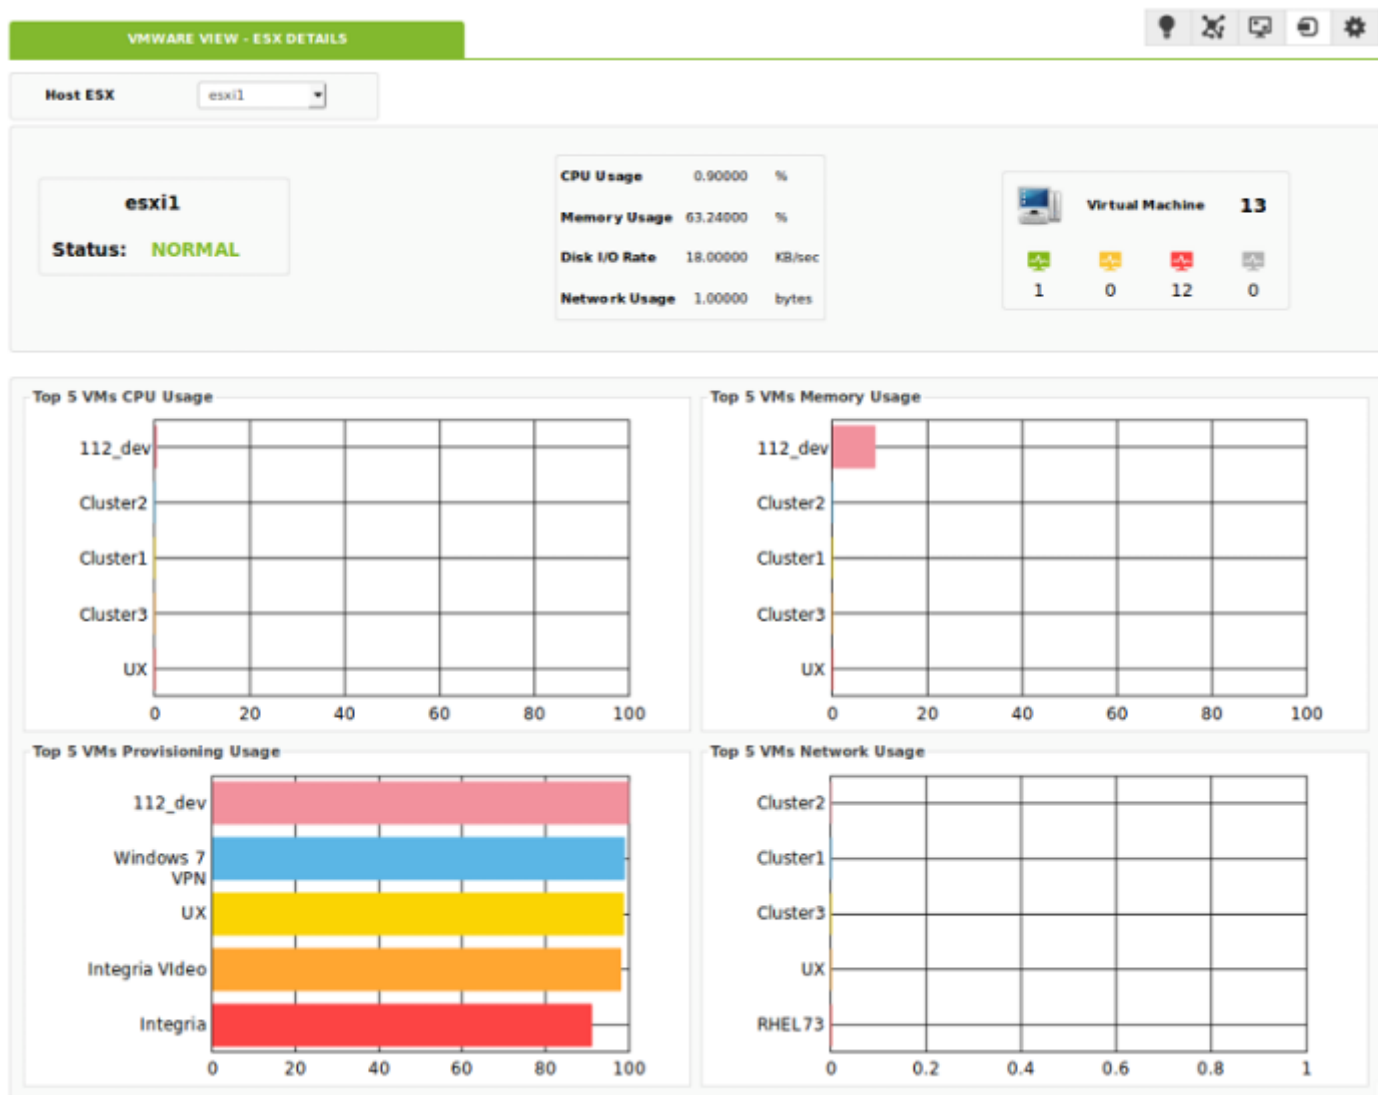 VMWARE VIEW - ESX DETAILS
Host ESX esxi1
esxi1
Status: NORMAL
CPU Usage 0.90000 %
Memory Usage 63.24000 %
Disk I/O Rate 18.00000 KB/sec
Network Usage 1.00000 bytes
Virtual Machine 13
1 0 12 0
Top 5 VMs CPU Usage
112_dev
Cluster2
Cluster1
Cluster3
UX
0 20 40 60 80 100
Top 5 VMs Memory Usage
112_dev
Cluster2
Cluster1
Cluster3
UX
0 20 40 60 80 100
Top 5 VMs Provisioning Usage
112_dev
Windows 7
VPN
UX
Integria VIdeo
Integria
0 20 40 60 80 100
Top 5 VMs Network Usage
Cluster2
Cluster1
Cluster3
UX
RHEL73
0 0.2 0.4 0.6 0.8 1